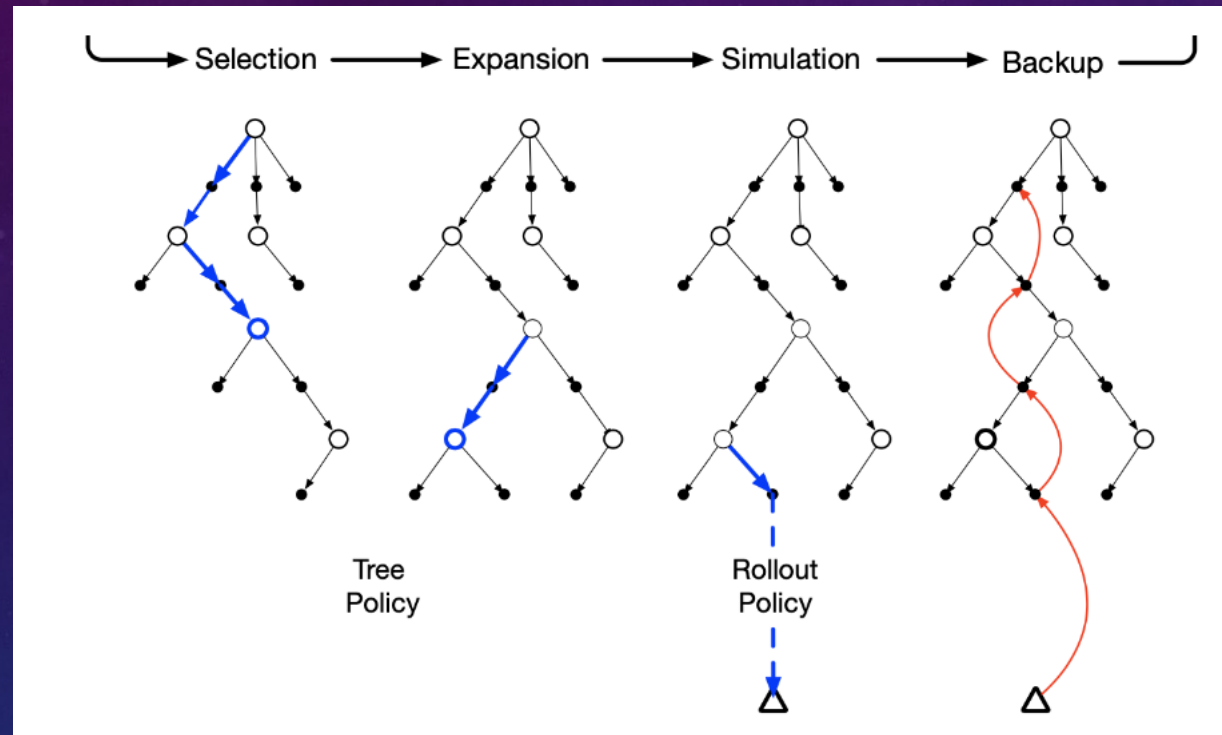 Selection
Expansion
Simulation
Backup
Tree
Policy
Rollout
Policy